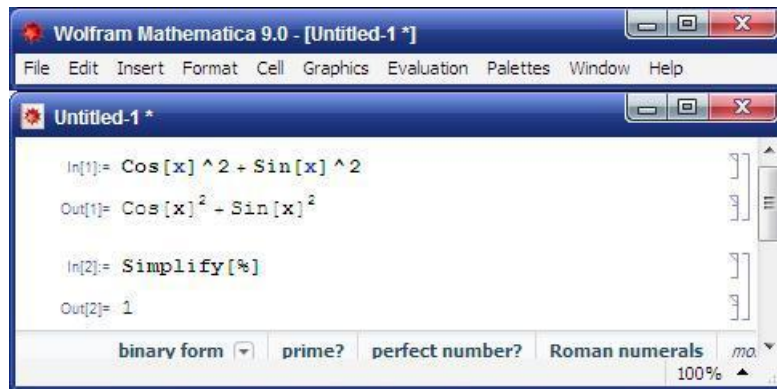 Wolfram Mathematica 9.0 - [Untitled-1 *]
File Edit Insert Format Cell Graphics Evaluation Palettes Window Help
Untitled-1 *
In[1]:= Cos[x]^2 + Sin[x]^2
Out[1]= Cos[x]² + Sin[x]²
In[2]:= Simplify[%]
Out[2]= 1
binary form prime? perfect number? Roman numerals mo
100%